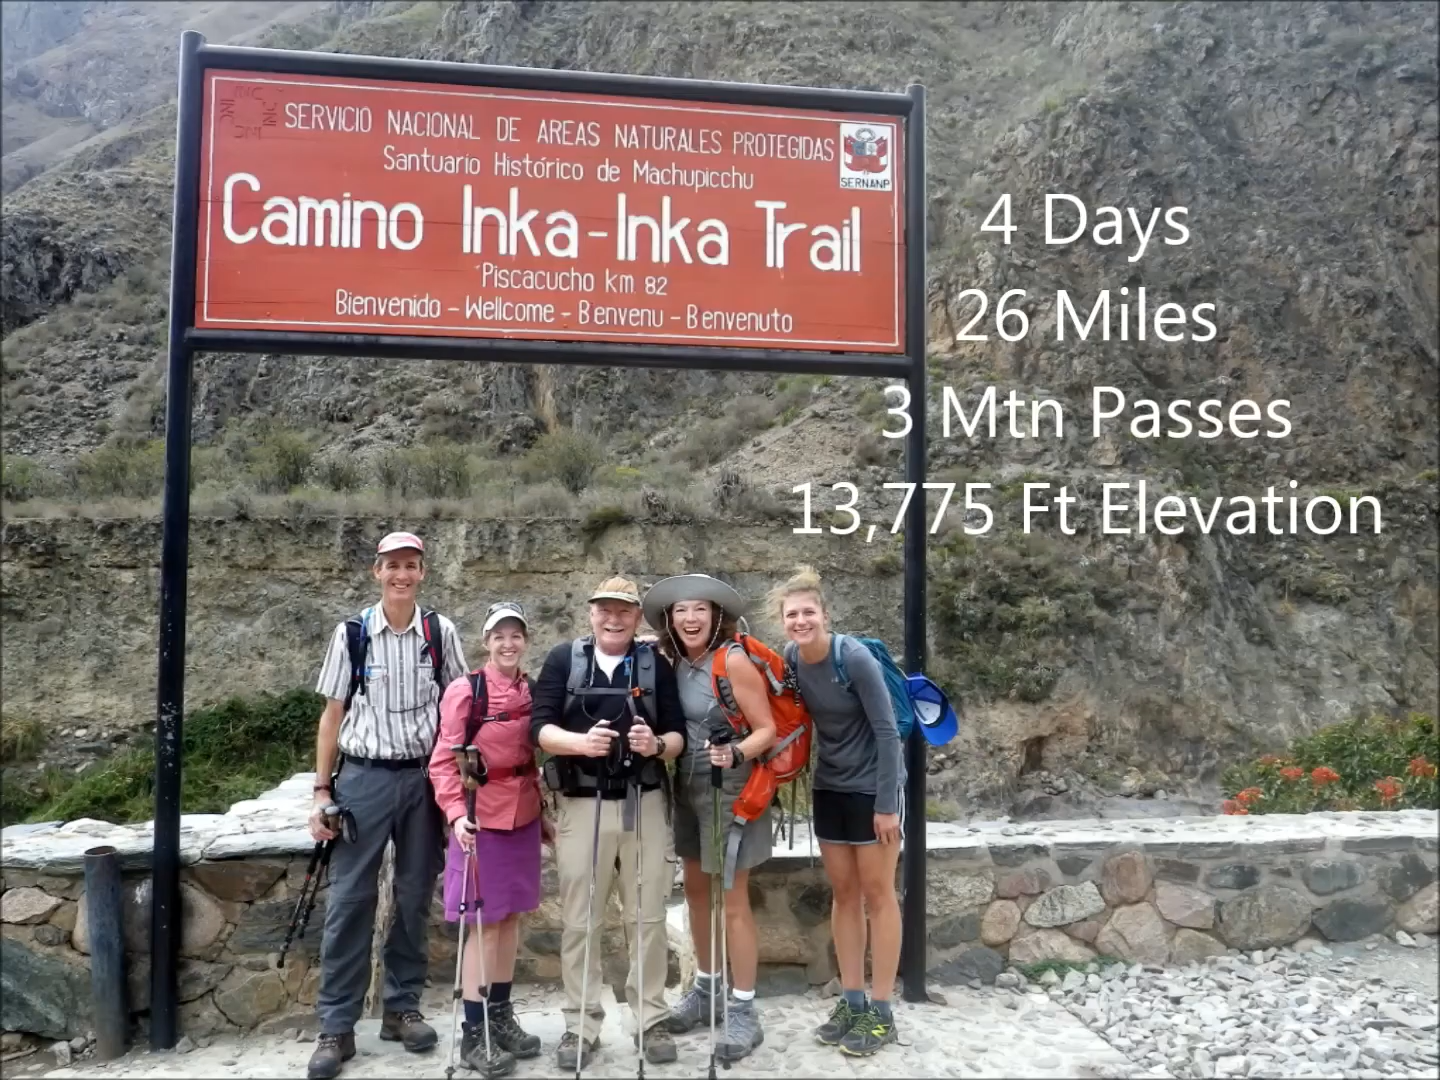 SERVICIO NACIONAL DE AREAS NATURALES PROTEGIDAS
Santuario Histórico de Machupicchu
SERNANP
Camino Inka-Inka Trail
Piscacucho km 82
Bienvenido - Wellcome - Benvenu - Benvenuto
4 Days
26 Miles
3 Mtn Passes
13,775 Ft Elevation